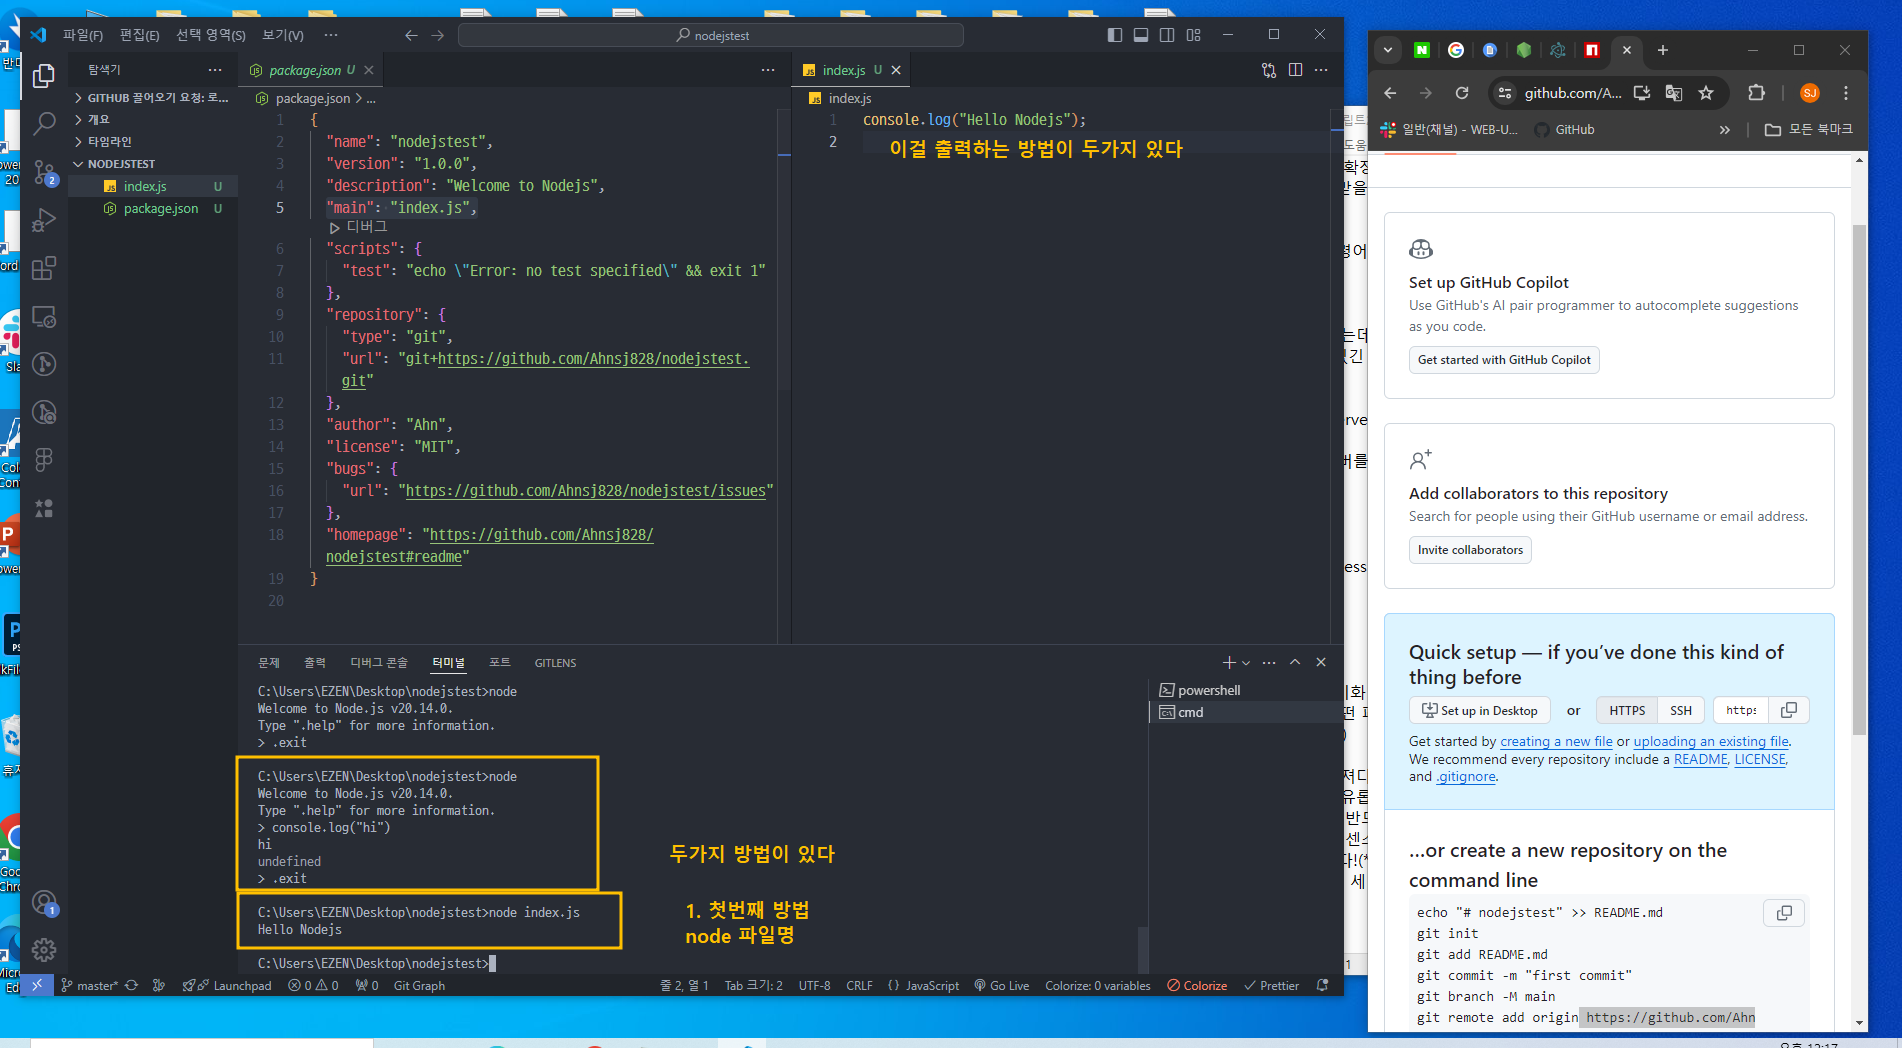 파일(F) 편집(E) 선택 영역(S) 보기(V) ···
nodejstest
탐색기
GITHUB 끌어오기 요청: 로...
개요
타임라인
NODEJSTEST
index.js U
package.json U
package.json U
package.json > ...
1 {
2 "name": "nodejstest",
3 "version": "1.0.0",
4 "description": "Welcome to Nodejs",
5 "main": "index.js",
디버그
6 "scripts": {
7 "test": "echo \"Error: no test specified\" && exit 1"
8 },
9 "repository": {
10 "type": "git",
11 "url": "git+https://github.com/Ahnsj828/nodejstest.
git"
12 },
13 "author": "Ahn",
14 "license": "MIT",
15 "bugs": {
16 "url": "https://github.com/Ahnsj828/nodejstest/issues"
17 },
18 "homepage": "https://github.com/Ahnsj828/
nodejstest#readme"
19 }
20
index.js U
index.js
1 console.log("Hello Nodejs");
2
이걸 출력하는 방법이 두가지 있다
문제 출력 디버그 콘솔 터미널 포트 GITLENS
powershell
cmd
C:\Users\EZEN\Desktop\nodejstest>node
Welcome to Node.js v20.14.0.
Type ".help" for more information.
> .exit
C:\Users\EZEN\Desktop\nodejstest>node
Welcome to Node.js v20.14.0.
Type ".help" for more information.
> console.log("hi")
hi
undefined
> .exit
C:\Users\EZEN\Desktop\nodejstest>node index.js
Hello Nodejs
C:\Users\EZEN\Desktop\nodejstest>
두가지 방법이 있다
1. 첫번째 방법
node 파일명
master* Launchpad 0 0 0 Git Graph
줄 2, 열 1 Tab 크기: 2 UTF-8 CRLF {} JavaScript Go Live Colorize: 0 variables Colorize Prettier
github.com/A...
SJ
일반(채널) - WEB-U... GitHub » 모든 북마크
Set up GitHub Copilot
Use GitHub's AI pair programmer to autocomplete suggestions
as you code.
Get started with GitHub Copilot
Add collaborators to this repository
Search for people using their GitHub username or email address.
Invite collaborators
Quick setup — if you’ve done this kind of
thing before
Set up in Desktop or HTTPS SSH https
Get started by creating a new file or uploading an existing file.
We recommend every repository include a README, LICENSE,
and .gitignore.
…or create a new repository on the
command line
echo "# nodejstest" >> README.md
git init
git add README.md
git commit -m "first commit"
git branch -M main
git remote add origin https://github.com/Ahn